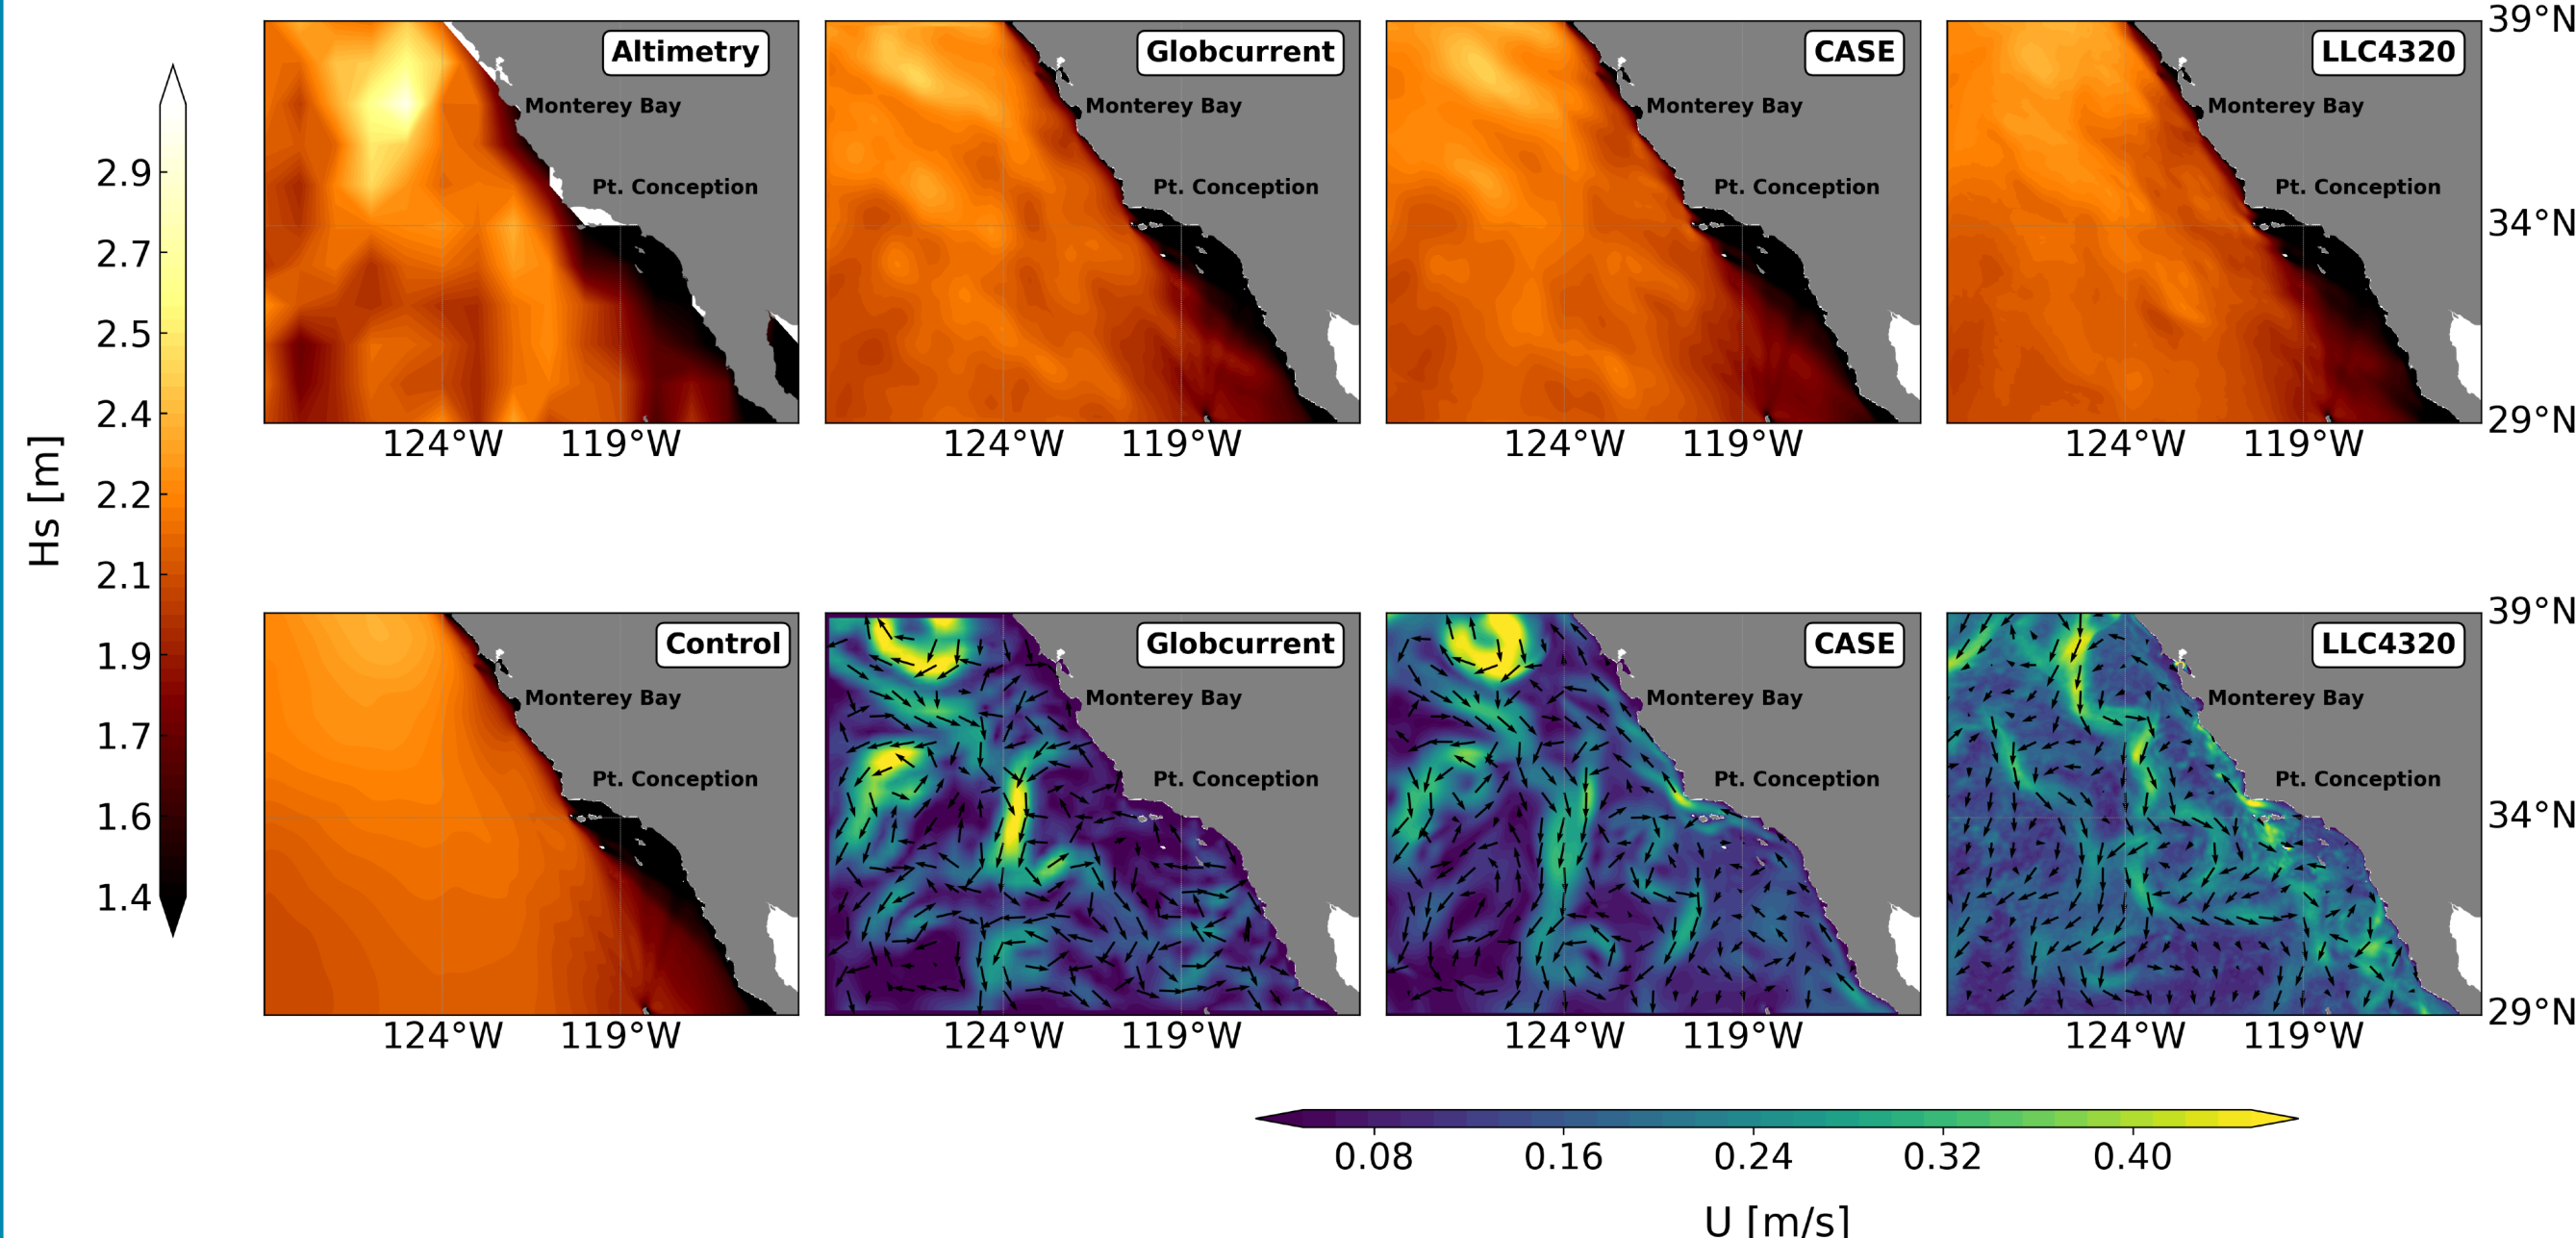 Altimetry
Monterey Bay
Pt. Conception
124°W 119°W
Globcurrent
Monterey Bay
Pt. Conception
124°W 119°W
CASE
Monterey Bay
Pt. Conception
124°W 119°W
LLC4320
Monterey Bay
Pt. Conception
124°W 119°W
39°N
34°N
29°N
Hs [m]
2.9
2.7
2.5
2.4
2.2
2.1
1.9
1.7
1.6
1.4
Control
Monterey Bay
Pt. Conception
124°W 119°W
Globcurrent
Monterey Bay
Pt. Conception
124°W 119°W
CASE
Monterey Bay
Pt. Conception
124°W 119°W
LLC4320
Monterey Bay
Pt. Conception
124°W 119°W
39°N
34°N
29°N
0.08 0.16 0.24 0.32 0.40
U [m/s]